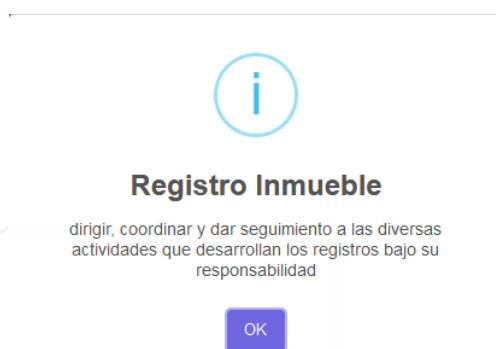 i
Registro Inmueble
dirigir, coordinar y dar seguimiento a las diversas
actividades que desarrollan los registros bajo su
responsabilidad
OK